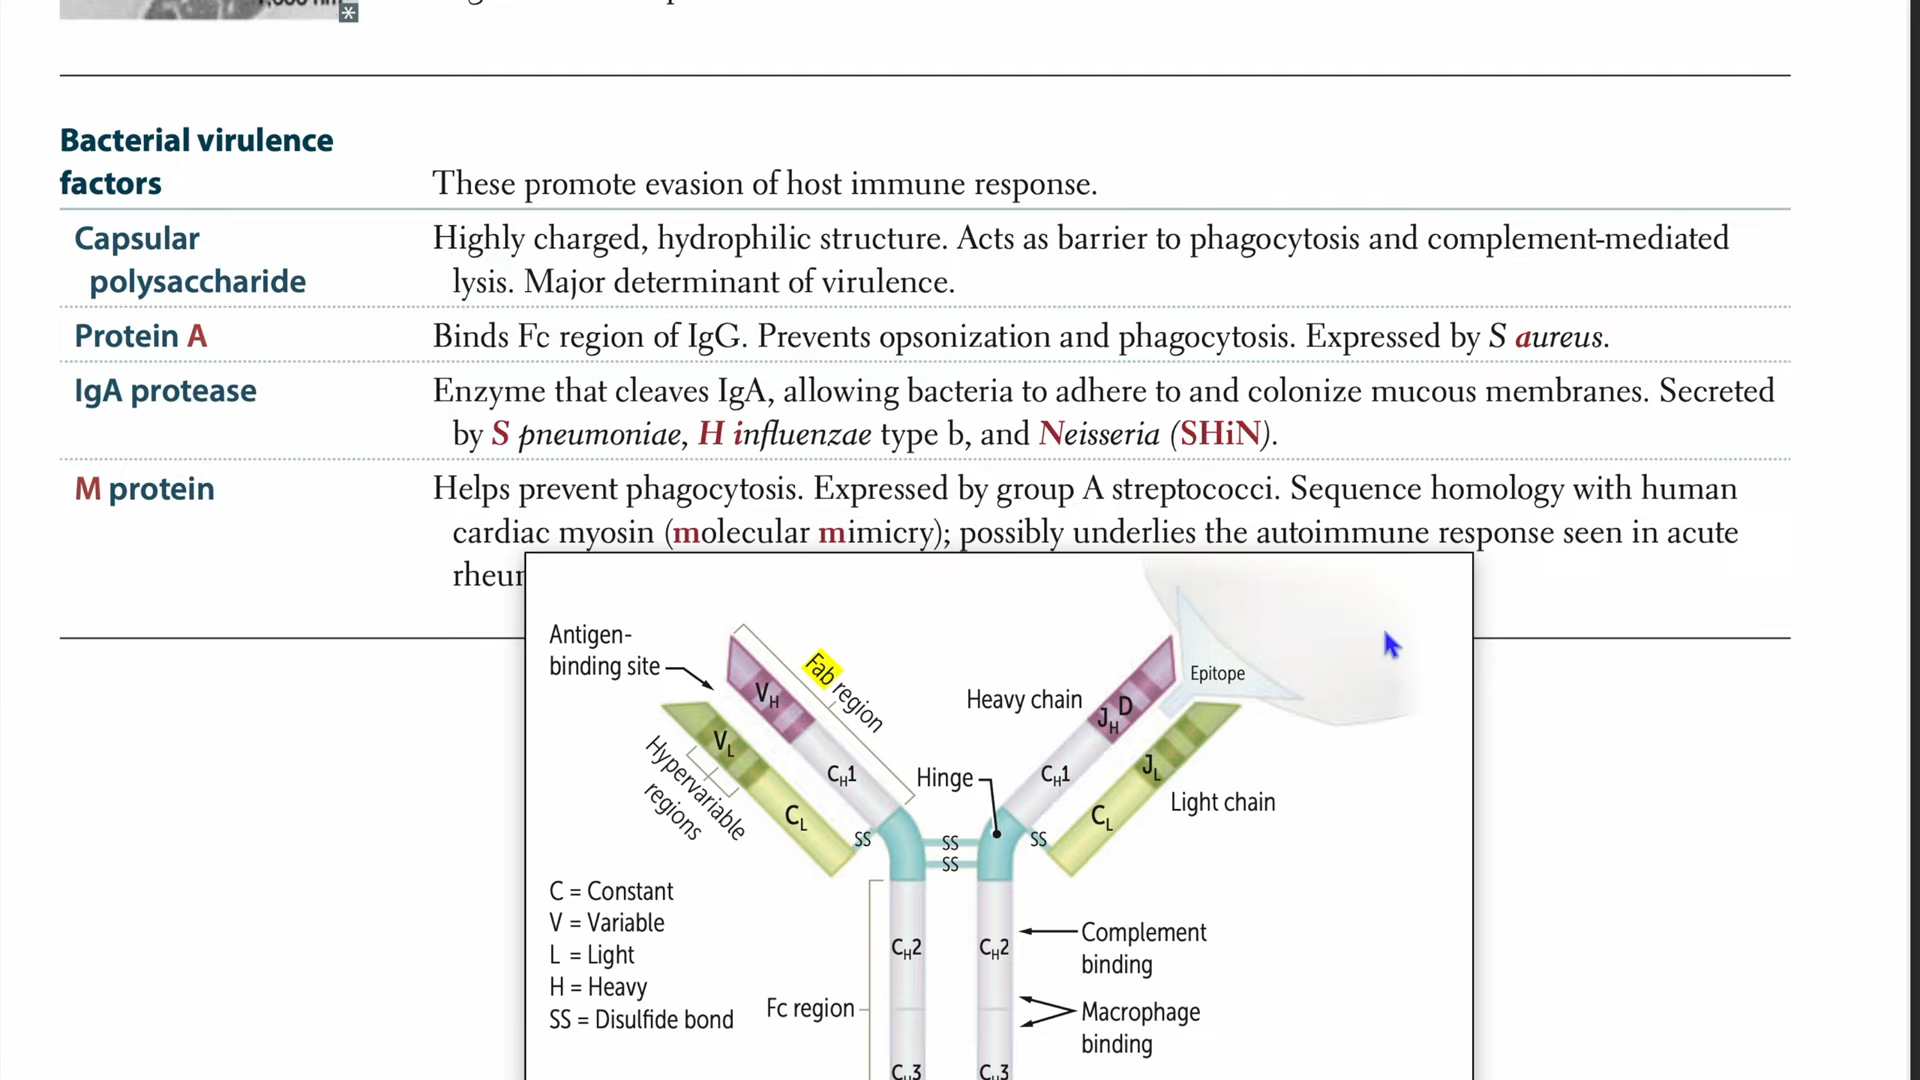 Bacterial virulence
factors
These promote evasion of host immune response.
Capsular
polysaccharide
Highly charged, hydrophilic structure. Acts as barrier to phagocytosis and complement-mediated
lysis. Major determinant of virulence.
Protein A
Binds Fc region of IgG. Prevents opsonization and phagocytosis. Expressed by S aureus.
IgA protease
Enzyme that cleaves IgA, allowing bacteria to adhere to and colonize mucous membranes. Secreted
by S pneumoniae, H influenzae type b, and Neisseria (SHiN).
M protein
Helps prevent phagocytosis. Expressed by group A streptococci. Sequence homology with human
cardiac myosin (molecular mimicry); possibly underlies the autoimmune response seen in acute
Antigen-
binding site
Fab region
VH
VL
Hypervariable
regions
CH1
CL
SS
Heavy chain
Epitope
JH D
JL
CH1
CL
Light chain
Hinge
SS
SS
SS
C = Constant
V = Variable
L = Light
H = Heavy
SS = Disulfide bond
Fc region
CH2
CH2
Complement
binding
Macrophage
binding
CH3
CH3